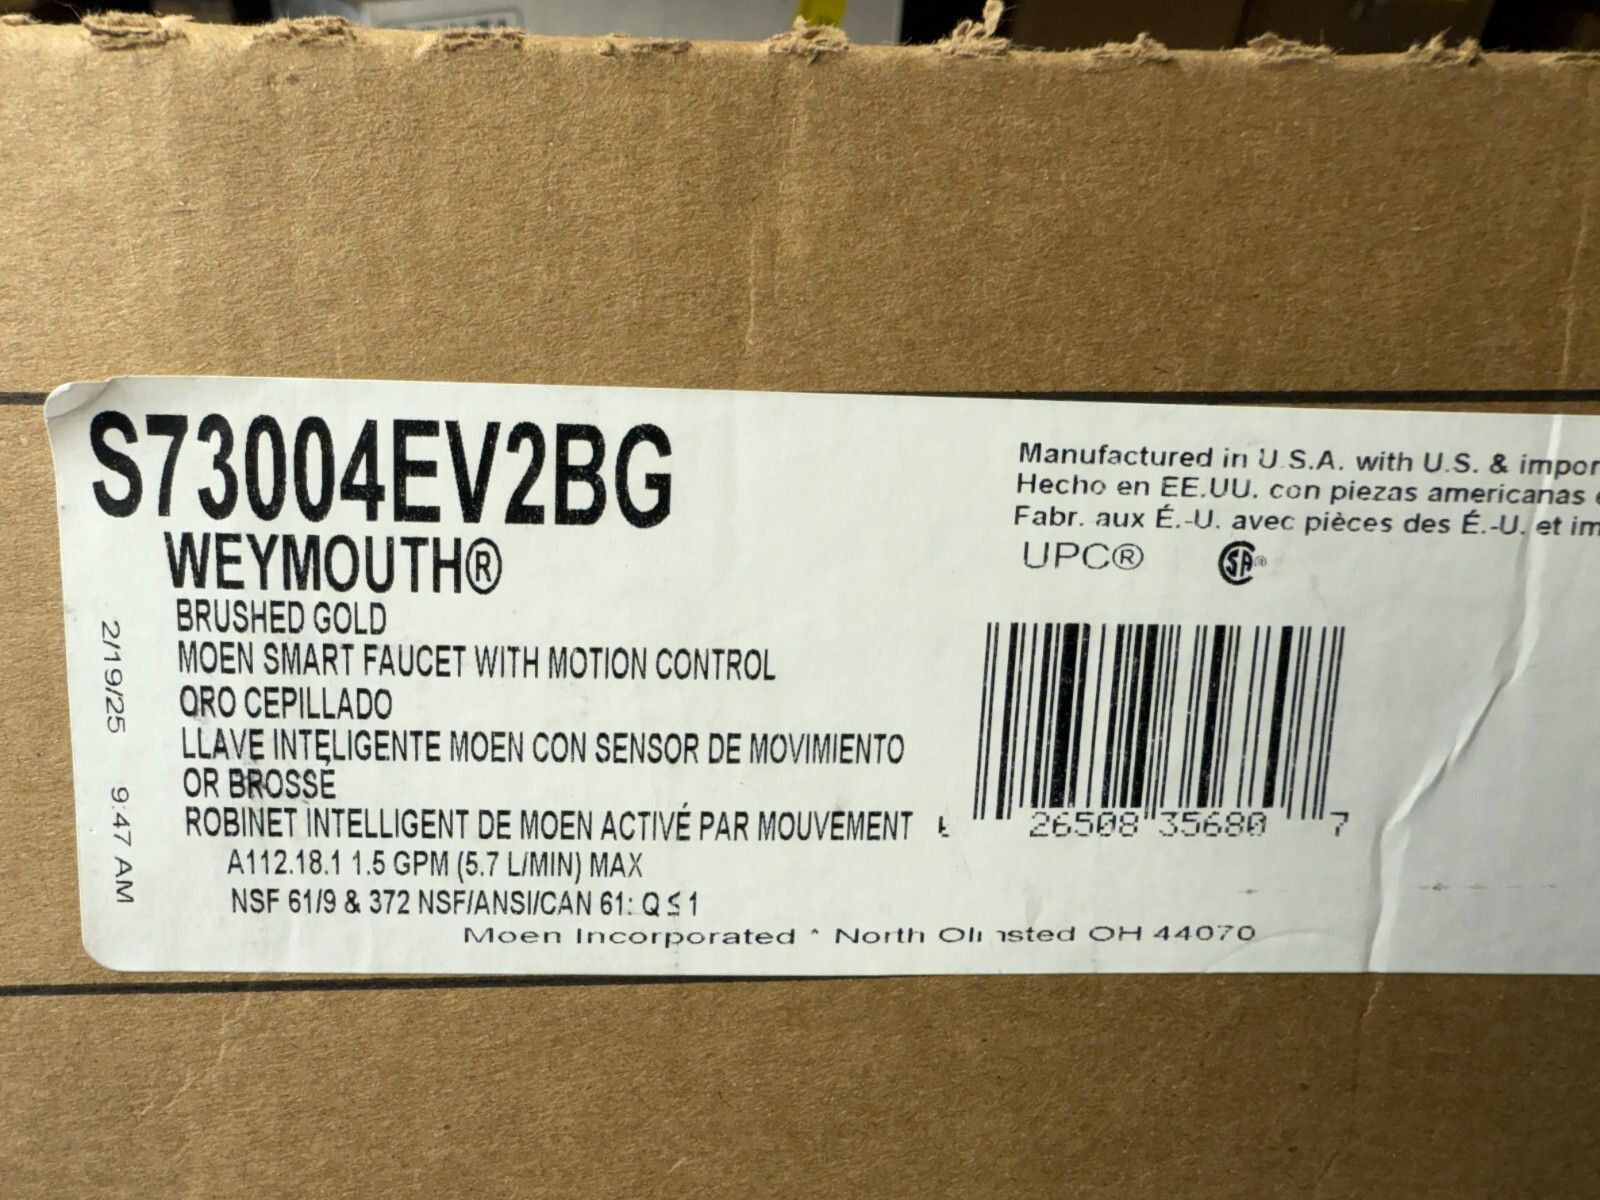 S73004EV2BG
WEYMOUTH®
BRUSHED GOLD
MOEN SMART FAUCET WITH MOTION CONTROL
ORO CEPILLADO
LLAVE INTELIGENTE MOEN CON SENSOR DE MOVIMIENTO
OR BROSSÉ
ROBINET INTELLIGENT DE MOEN ACTIVÉ PAR MOUVEMENT
A112.18.1 1.5 GPM (5.7 L/MIN) MAX
NSF 61/9 & 372 NSF/ANSI/CAN 61: Q ≤ 1
Moen Incorporated * North Olmsted OH 44070
2/19/25 9:47 AM
Manufactured in U.S.A. with U.S. & impor
Hecho en EE.UU. con piezas americanas
Fabr. aux É.-U. avec pièces des É.-U. et im
UPC® SA®
26508 35680 7